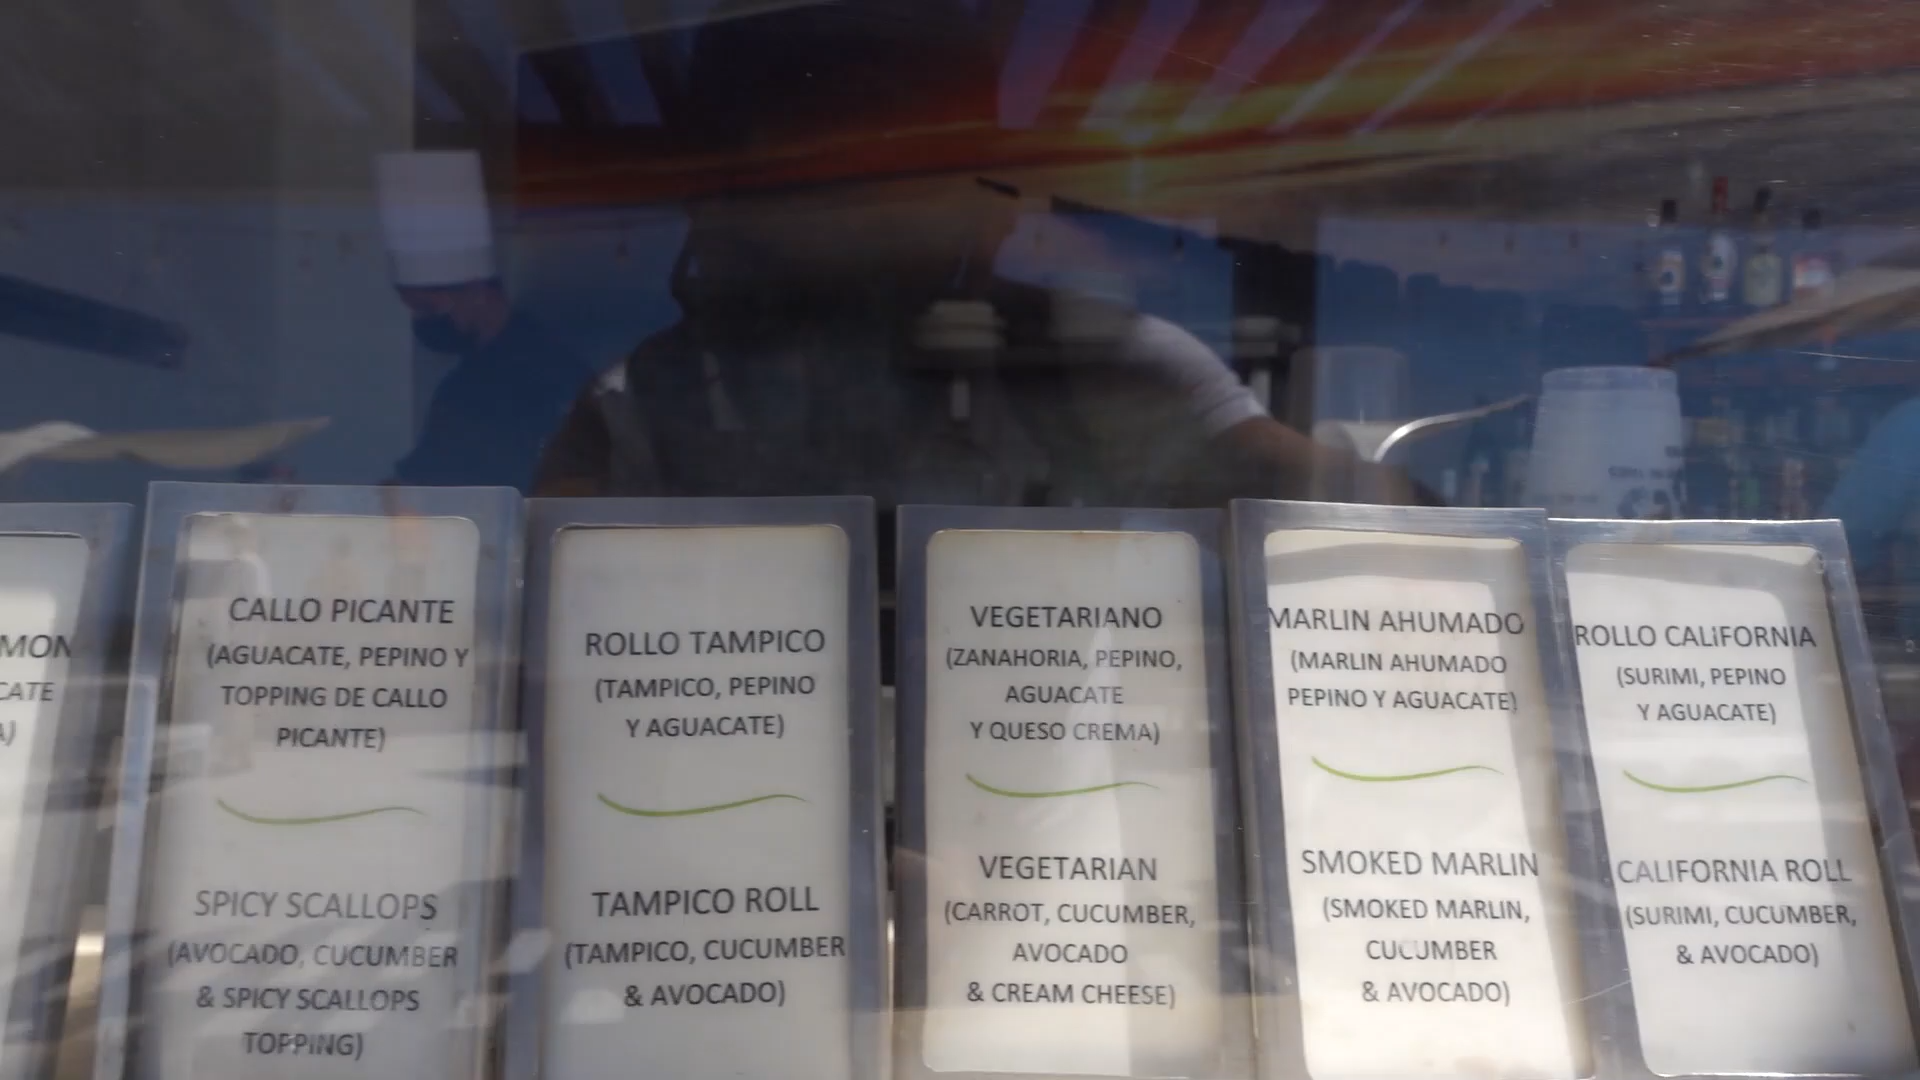 MON
CATE
A)
CALLO PICANTE
(AGUACATE, PEPINO Y
TOPPING DE CALLO
PICANTE)
SPICY SCALLOPS
(AVOCADO, CUCUMBER
& SPICY SCALLOPS
TOPPING)
ROLLO TAMPICO
(TAMPICO, PEPINO
Y AGUACATE)
TAMPICO ROLL
(TAMPICO, CUCUMBER
& AVOCADO)
VEGETARIANO
(ZANAHORIA, PEPINO,
AGUACATE
Y QUESO CREMA)
VEGETARIAN
(CARROT, CUCUMBER,
AVOCADO
& CREAM CHEESE)
MARLIN AHUMADO
(MARLIN AHUMADO
PEPINO Y AGUACATE)
SMOKED MARLIN
(SMOKED MARLIN,
CUCUMBER
& AVOCADO)
ROLLO CALIFORNIA
(SURIMI, PEPINO
Y AGUACATE)
CALIFORNIA ROLL
(SURIMI, CUCUMBER,
& AVOCADO)